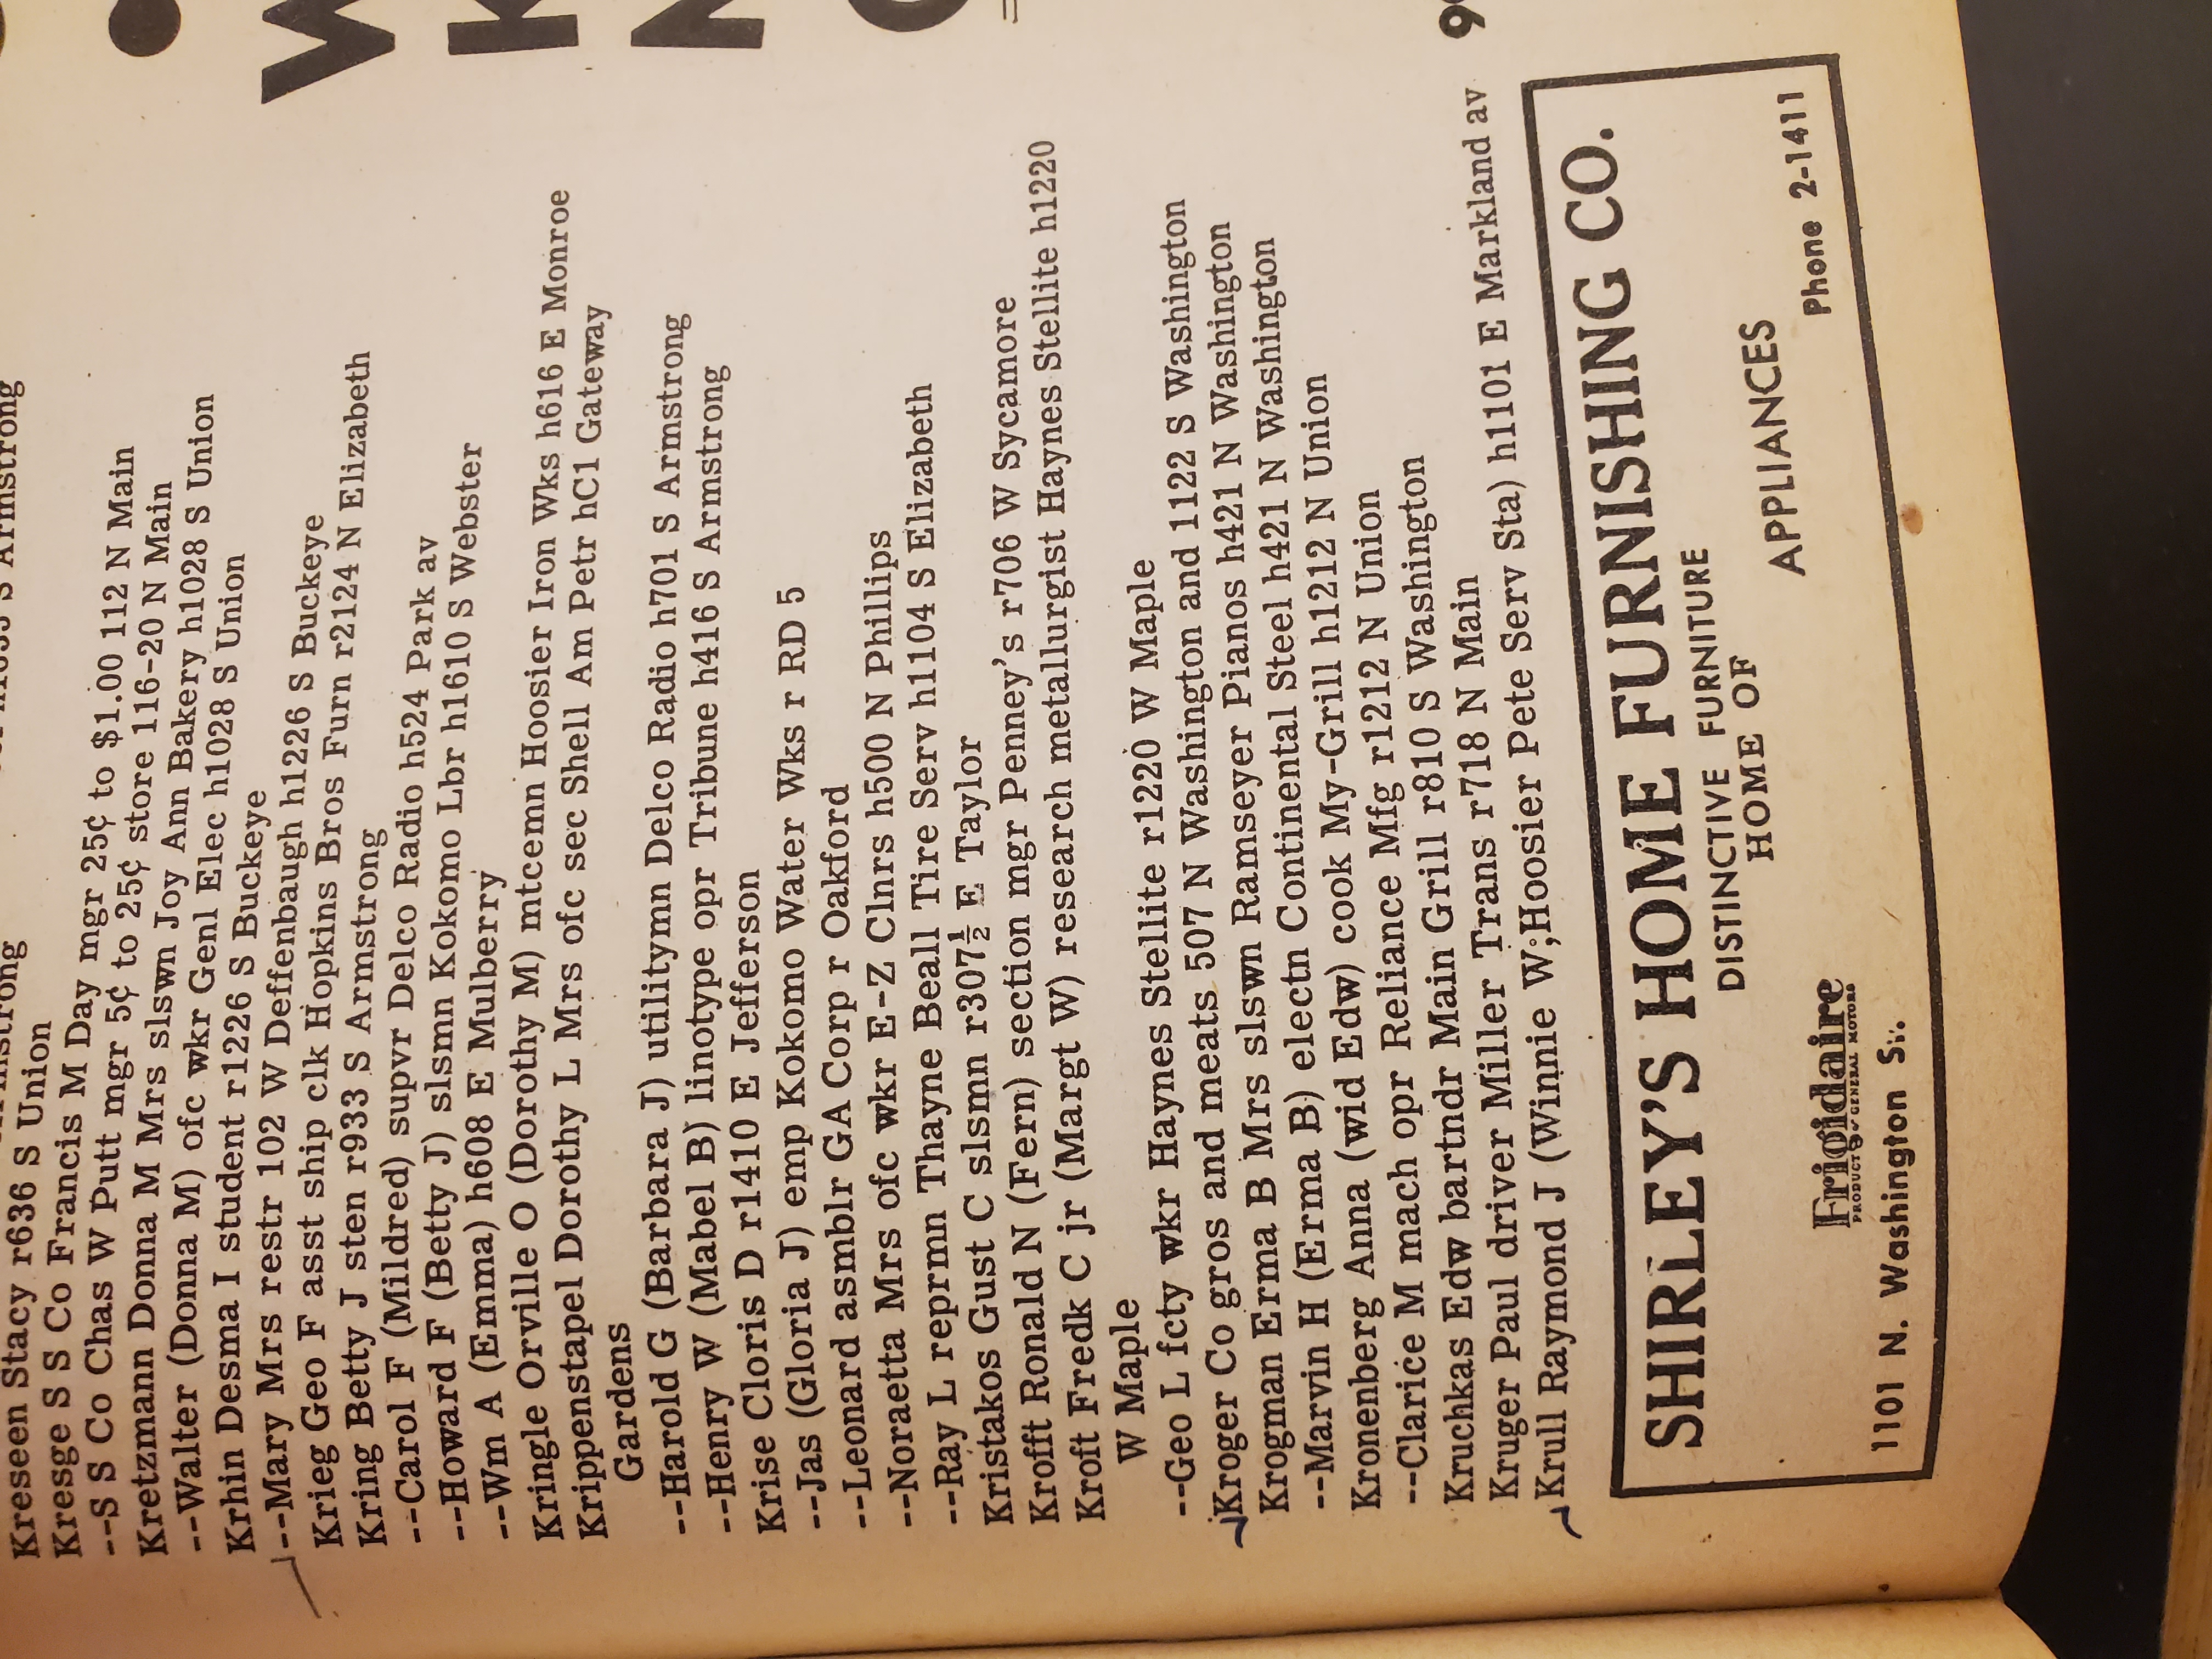 S Armstrong
Kreseen Stacy r636 S Union
Kresge S S Co Francis M Day mgr 25¢ to $1.00 112 N Main
--S S Co Chas W Putt mgr 5¢ to 25¢ store 116-20 N Main
Kretzmann Donna M Mrs slswn Joy Ann Bakery h1028 S Union
--Walter (Donna M) ofc wkr Genl Elec h1028 S Union
Krhin Desma I student r1226 S Buckeye
--Mary Mrs restr 102 W Deffenbaugh h1226 S Buckeye
Krieg Geo F asst ship clk Hopkins Bros Furn r2124 N Elizabeth
Kring Betty J sten r933 S Armstrong
--Carol F (Mildred) supvr Delco Radio h524 Park av
--Howard F (Betty J) slsmn Kokomo Lbr h1610 S Webster
--Wm A (Emma) h608 E Mulberry
Kringle Orville O (Dorothy M) mtcemn Hoosier Iron Wks h616 E Monroe
Krippenstapel Dorothy L Mrs ofc sec Shell Am Petr hC1 Gateway
Gardens
--Harold G (Barbara J) utilitymn Delco Radio h701 S Armstrong
--Henry W (Mabel B) linotype opr Tribune h416 S Armstrong
Krise Cloris D r1410 E Jefferson
--Jas (Gloria J) emp Kokomo Water Wks r RD 5
--Leonard asmblr GA Corp r Oakford
--Noraetta Mrs ofc wkr E-Z Clnrs h500 N Phillips
--Ray L reprmn Thayne Beall Tire Serv h1104 S Elizabeth
Kristakos Gust C slsmn r307½ E Taylor
Krofft Ronald N (Fern) section mgr Penney's r706 W Sycamore
Kroft Fredk C jr (Margt W) research metallurgist Haynes Stellite h1220
W Maple
--Geo L fcty wkr Haynes Stellite r1220 W Maple
Kroger Co gros and meats 507 N Washington and 1122 S Washington
Krogman Erma B Mrs slswn Ramseyer Pianos h421 N Washington
--Marvin H (Erma B) electn Continental Steel h421 N Washington
Kronenberg Anna (wid Edw) cook My-Grill h1212 N Union
--Clarice M mach opr Reliance Mfg r1212 N Union
Kruchkas Edw bartndr Main Grill r810 S Washington
Kruger Paul driver Miller Trans r718 N Main
Krull Raymond J (Winnie W;Hoosier Pete Serv Sta) h1101 E Markland av
SHIRLEY'S HOME FURNISHING CO.
DISTINCTIVE FURNITURE
HOME OF
Frigidaire APPLIANCES
PRODUCT OF GENERAL MOTORS
1101 N. Washington St. Phone 2-1411